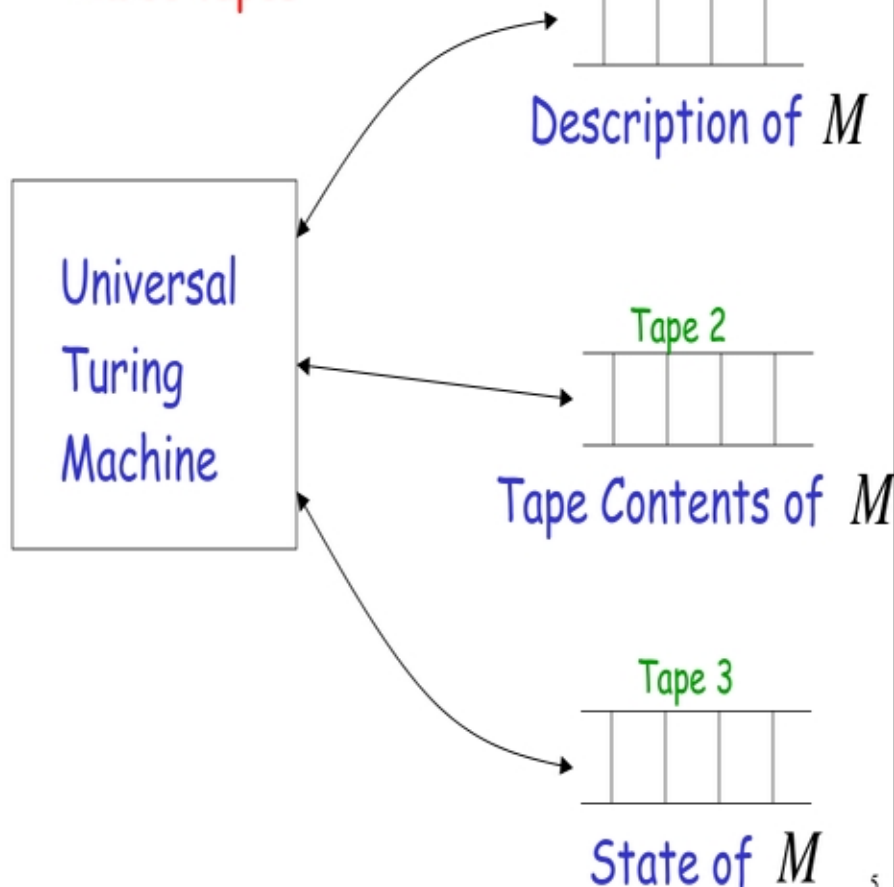 Description of M
Universal
Turing
Machine
Tape 2
Tape Contents of M
Tape 3
State of M
5